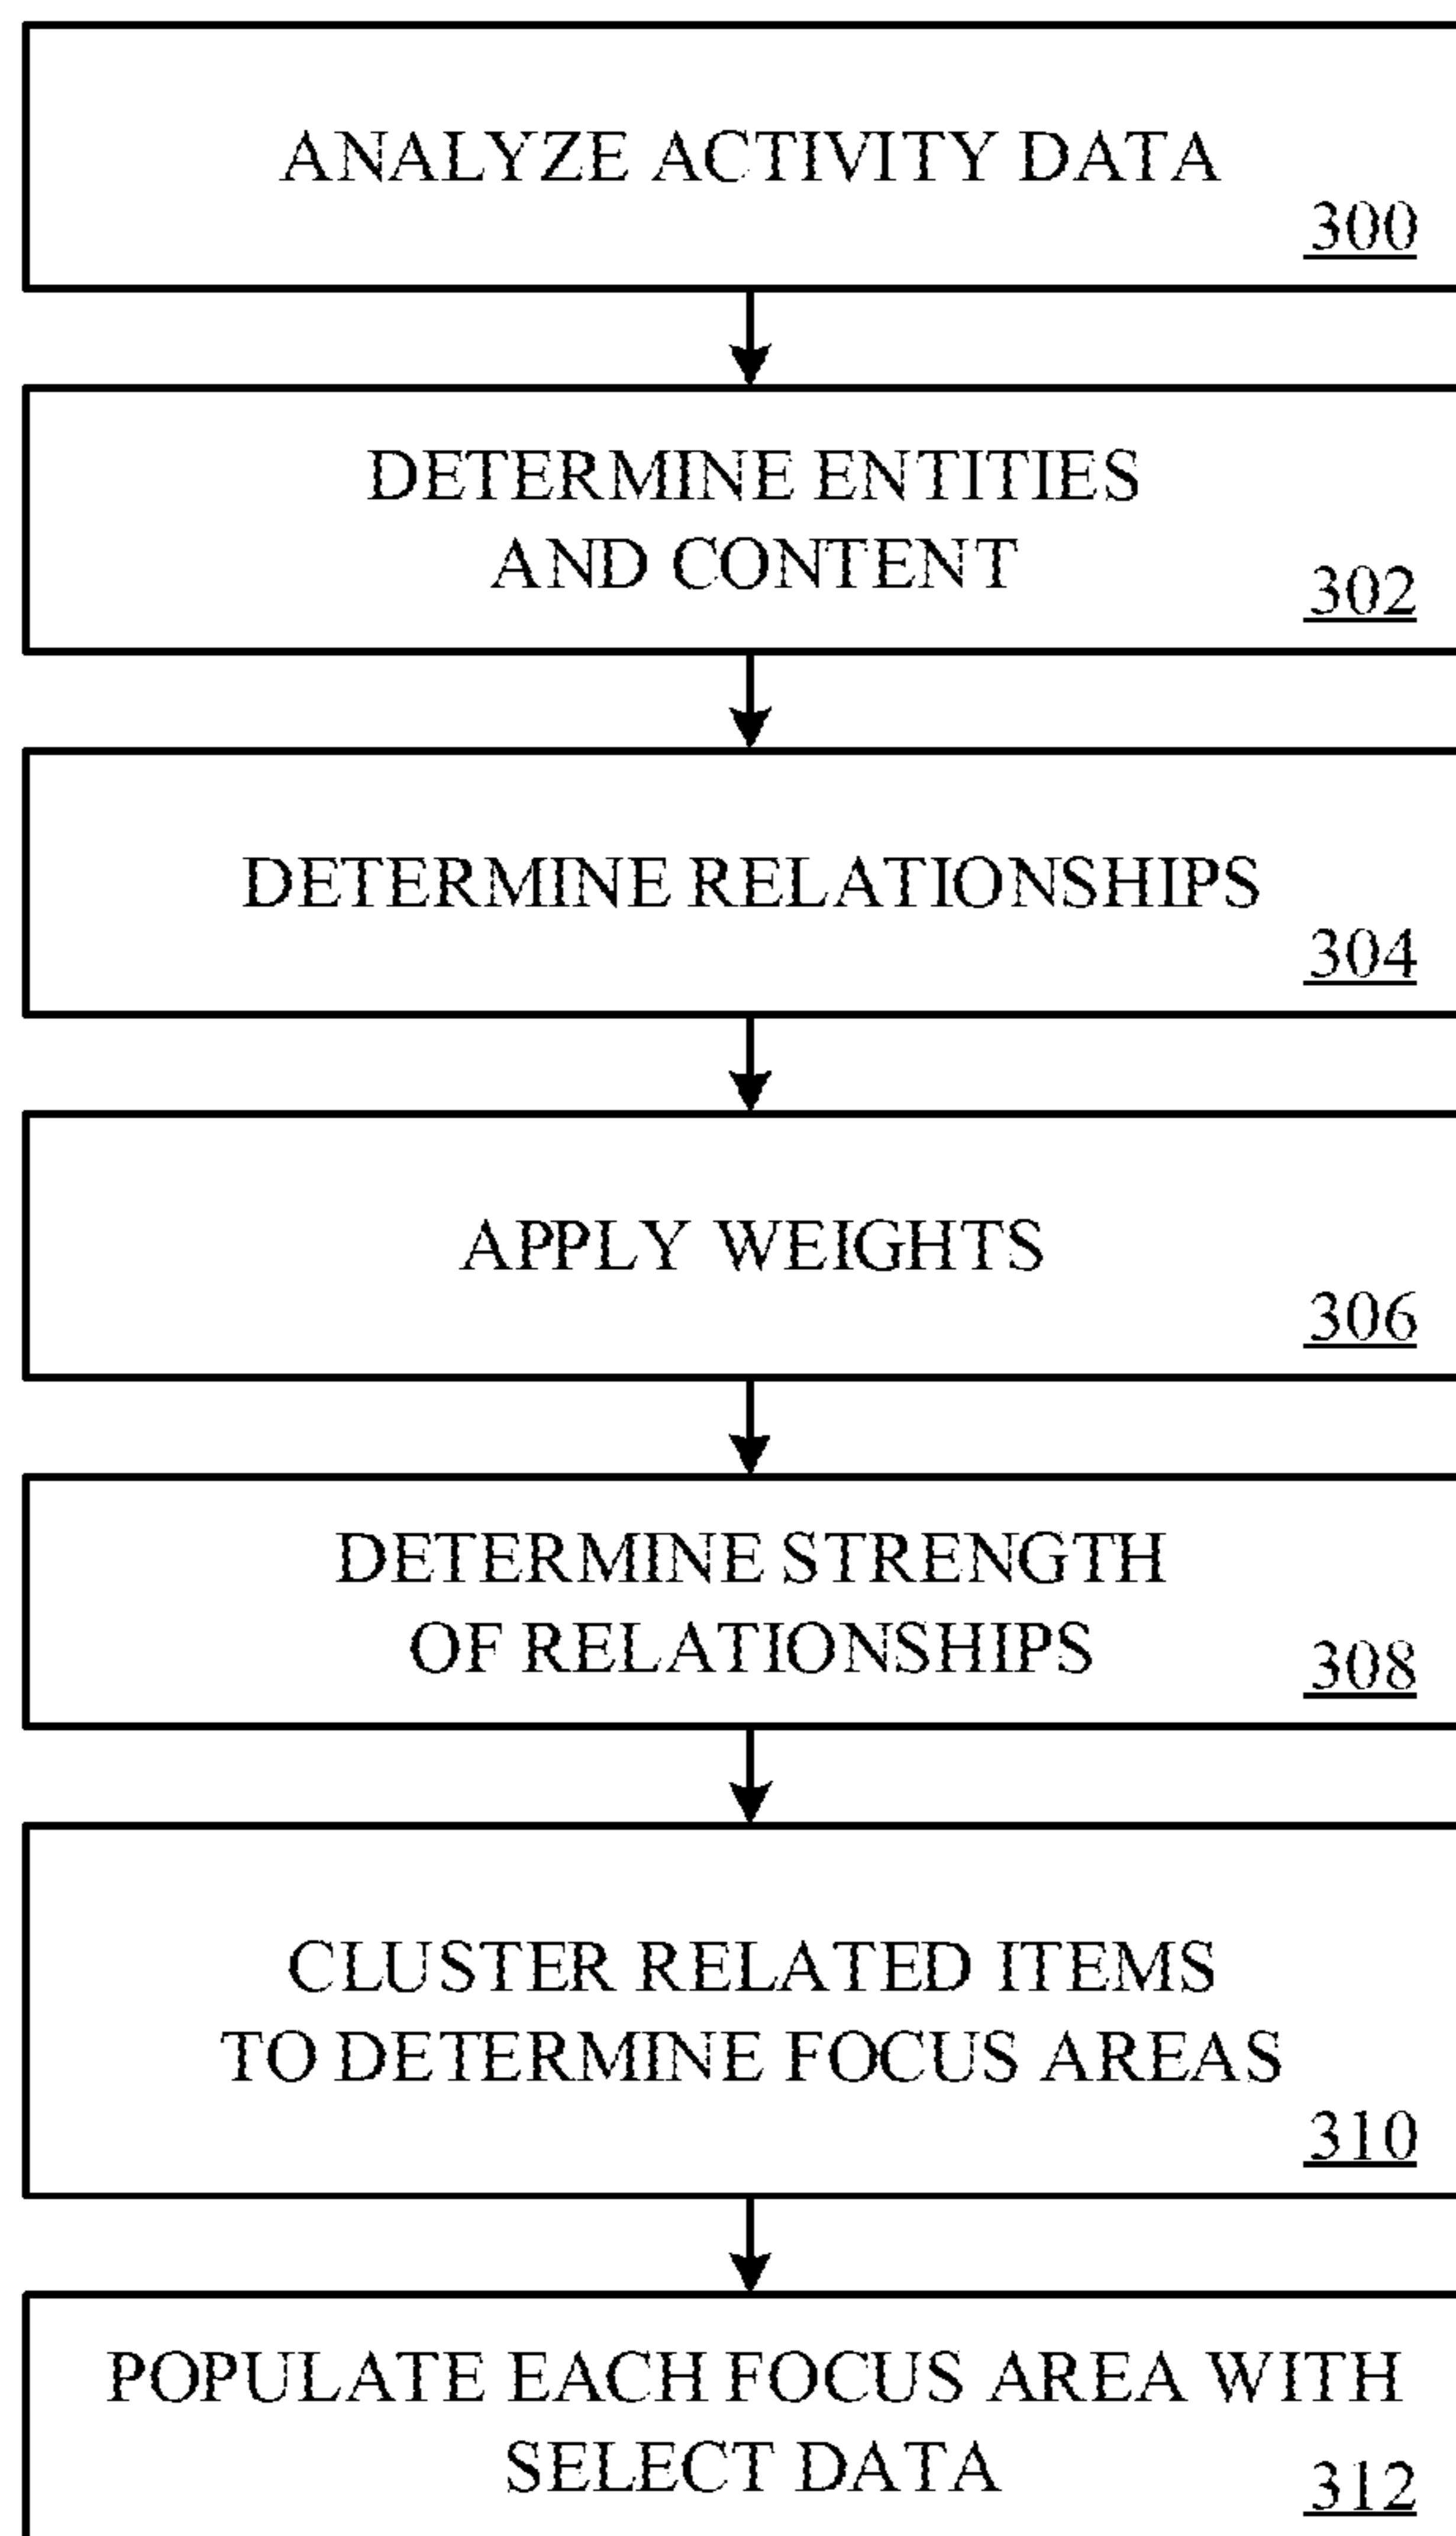 ANALYZE ACTIVITY DATA
300
DETERMINE ENTITIES
AND CONTENT
302
DETERMINE RELATIONSHIPS
304
APPLY WEIGHTS
306
DETERMINE STRENGTH
OF RELATIONSHIPS
308
CLUSTER RELATED ITEMS
TO DETERMINE FOCUS AREAS
310
POPULATE EACH FOCUS AREA WITH
SELECT DATA
312